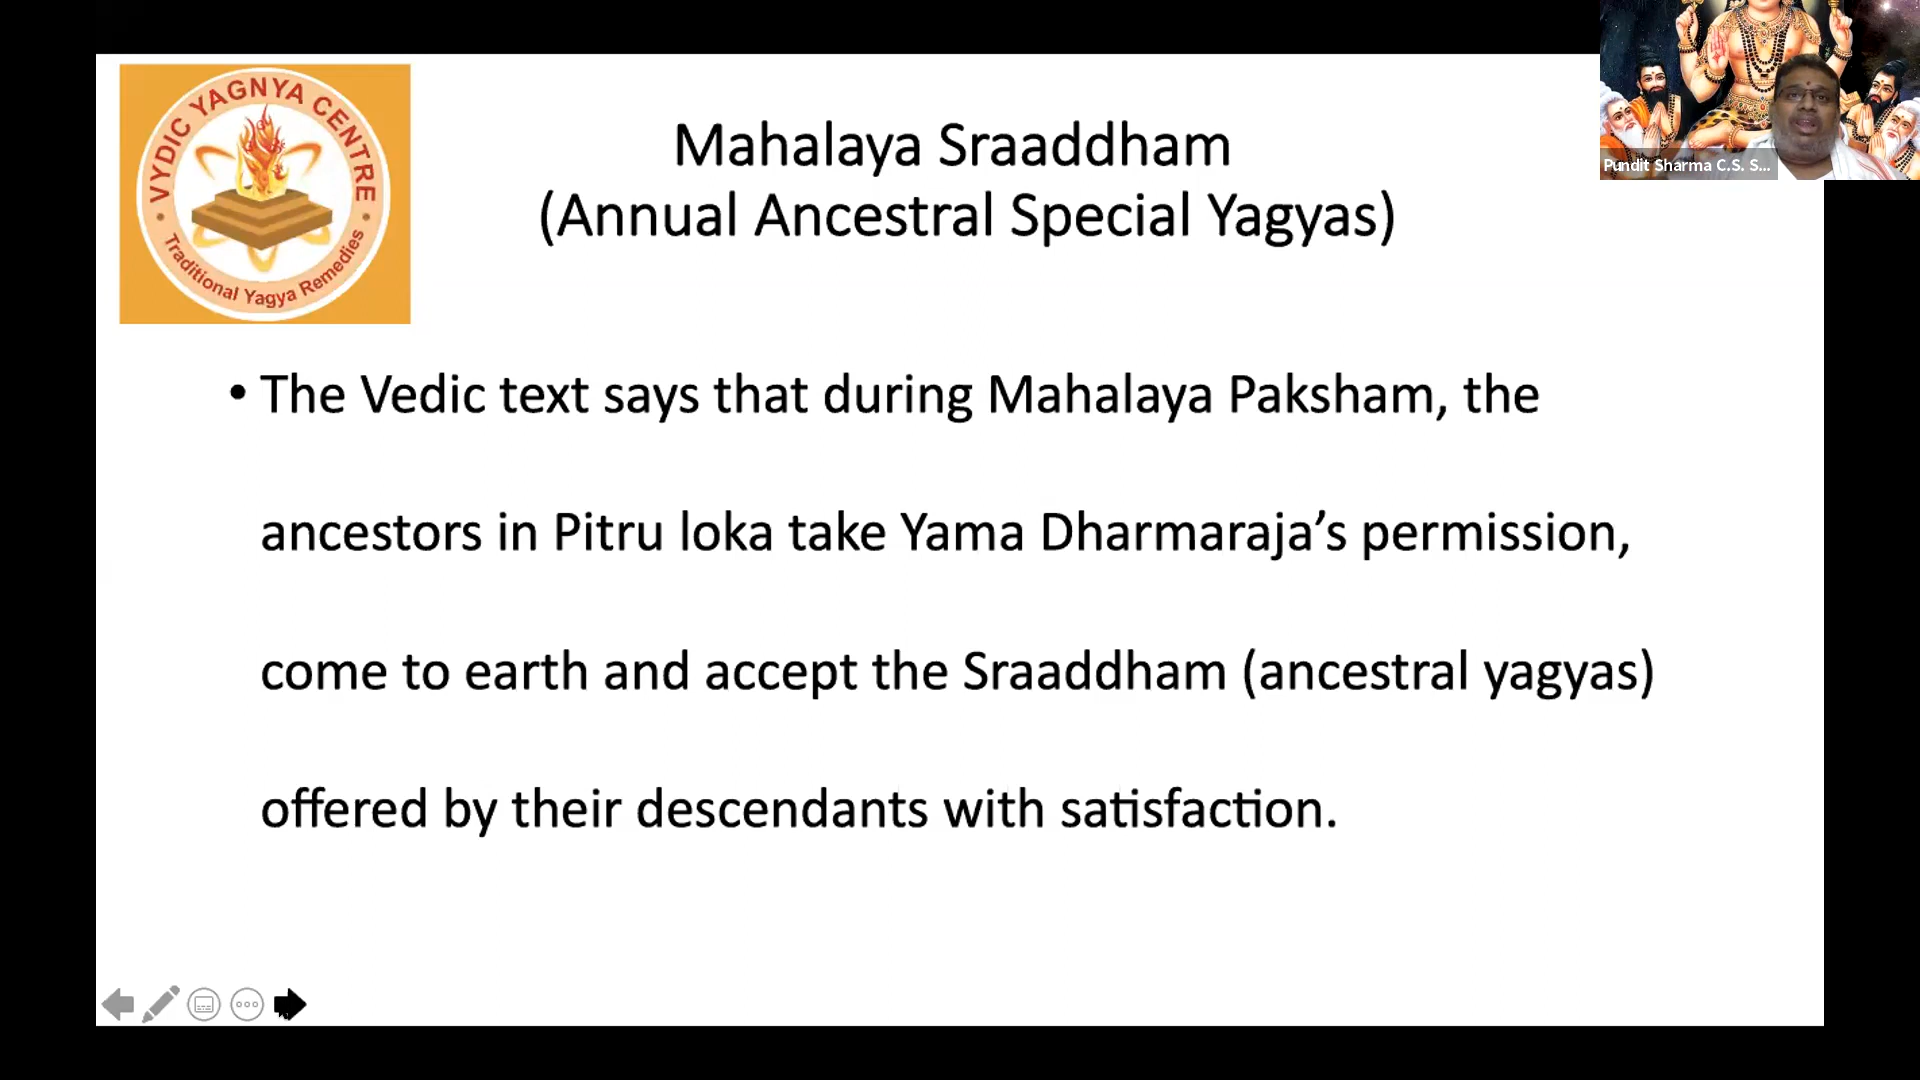 VYDIC YAGNYA CENTRE
Traditional Yagya Remedies
Mahalaya Sraaddham
(Annual Ancestral Special Yagyas)
Pundit Sharma C.S. S...
• The Vedic text says that during Mahalaya Paksham, the
ancestors in Pitru loka take Yama Dharmaraja’s permission,
come to earth and accept the Sraaddham (ancestral yagyas)
offered by their descendants with satisfaction.